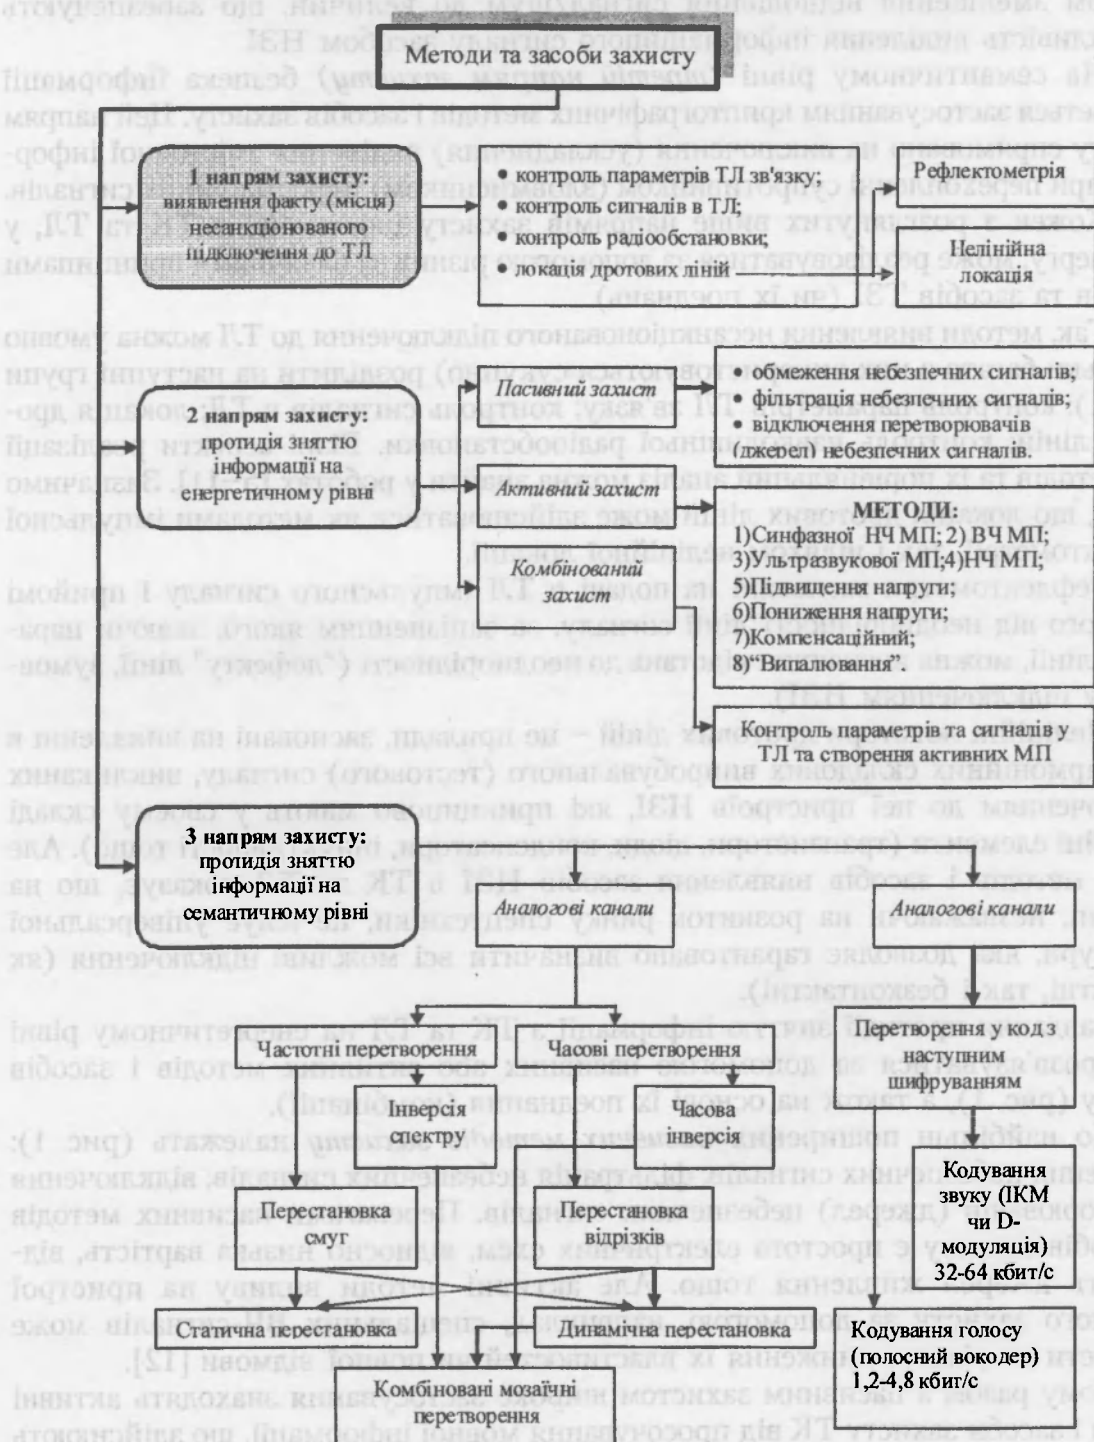 Методи та засоби захисту
1 напрям захисту:
виявлення факту (місця)
несанкціонованого
підключення до ТЛ
• контроль параметрів ТЛ зв'язку;
• контроль сигналів в ТЛ;
• контроль радіообстановки;
• локація дротових ліній
Рефлектометрія
Нелінійна
локація
2 напрям захисту:
протидія зняттю
інформації на
енергетичному рівні
Пасивний захист
• обмеження небезпечних сигналів;
• фільтрація небезпечних сигналів;
• відключення перетворювачів
(джерел) небезпечних сигналів.
Активний захист
МЕТОДИ:
1)Синфазної НЧ МП; 2) ВЧ МП;
3)Ультразвукової МП;4)НЧ МП;
5)Підвищення напруги;
6)Пониження напруги;
7)Компенсаційний;
8)“Випалювання”.
Комбінований
захист
Контроль параметрів та сигналів у
ТЛ та створення активних МП
3 напрям захисту:
протидія зняттю
інформації на
семантичному рівні
Аналогові канали
Аналогові канали
Частотні перетворення
Часові перетворення
Перетворення у код з
наступним
шифруванням
Інверсія
спектру
Часова
інверсія
Кодування
звуку (ІКМ
чи D-
модуляція)
32-64 кбит/с
Перестановка
смуг
Перестановка
відрізків
Статична перестановка
Динамічна перестановка
Кодування голосу
(полосний вокодер)
1,2-4,8 кбит/с
Комбіновані мозаїчні
перетворення